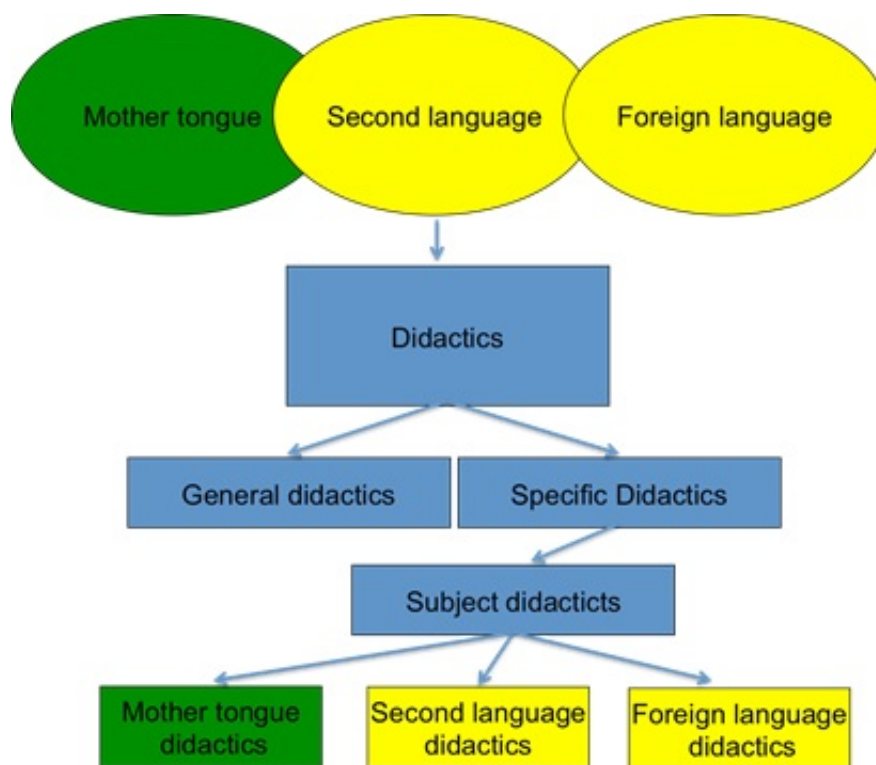 Mother tongue
Second language
Foreign language
Didactics
General didactics
Specific Didactics
Subject didacticts
Mother tongue
didactics
Second language
didactics
Foreign language
didactics